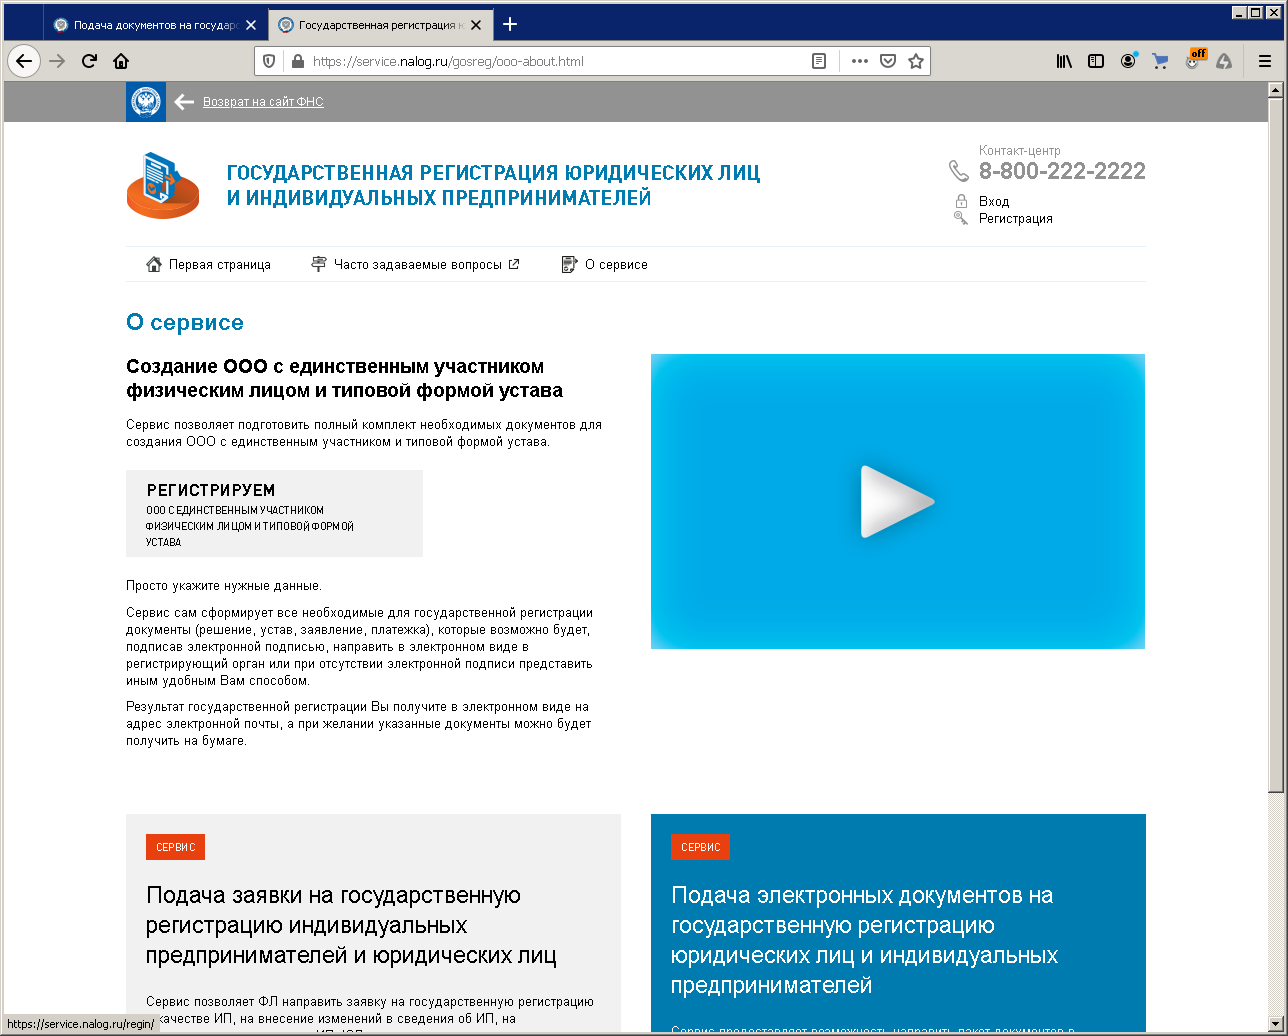 Подача документов на государс
Государственная регистрация ю
https://service.nalog.ru/gosreg/ooo-about.html
off
Возврат на сайт ФНС
ГОСУДАРСТВЕННАЯ РЕГИСТРАЦИЯ ЮРИДИЧЕСКИХ ЛИЦ
И ИНДИВИДУАЛЬНЫХ ПРЕДПРИНИМАТЕЛЕЙ
Контакт-центр
8-800-222-2222
Вход
Регистрация
Первая страница
Часто задаваемые вопросы
О сервисе
О сервисе
Создание ООО с единственным участником
физическим лицом и типовой формой устава
Сервис позволяет подготовить полный комплект необходимых документов для
создания ООО с единственным участником и типовой формой устава.
РЕГИСТРИРУЕМ
ООО С ЕДИНСТВЕННЫМ УЧАСТНИКОМ
ФИЗИЧЕСКИМ ЛИЦОМ И ТИПОВОЙ ФОРМОЙ
УСТАВА
Просто укажите нужные данные.
Сервис сам сформирует все необходимые для государственной регистрации
документы (решение, устав, заявление, платежка), которые возможно будет,
подписав электронной подписью, направить в электронном виде в
регистрирующий орган или при отсутствии электронной подписи представить
иным удобным Вам способом.
Результат государственной регистрации Вы получите в электронном виде на
адрес электронной почты, а при желании указанные документы можно будет
получить на бумаге.
СЕРВИС
Подача заявки на государственную
регистрацию индивидуальных
предпринимателей и юридических лиц
Сервис позволяет ФЛ направить заявку на государственную регистрацию
качестве ИП, на внесение изменений в сведения об ИП, на
СЕРВИС
Подача электронных документов на
государственную регистрацию
юридических лиц и индивидуальных
предпринимателей
Сервис предоставляет возможность направить пакет документов в
https://service.nalog.ru/regin/